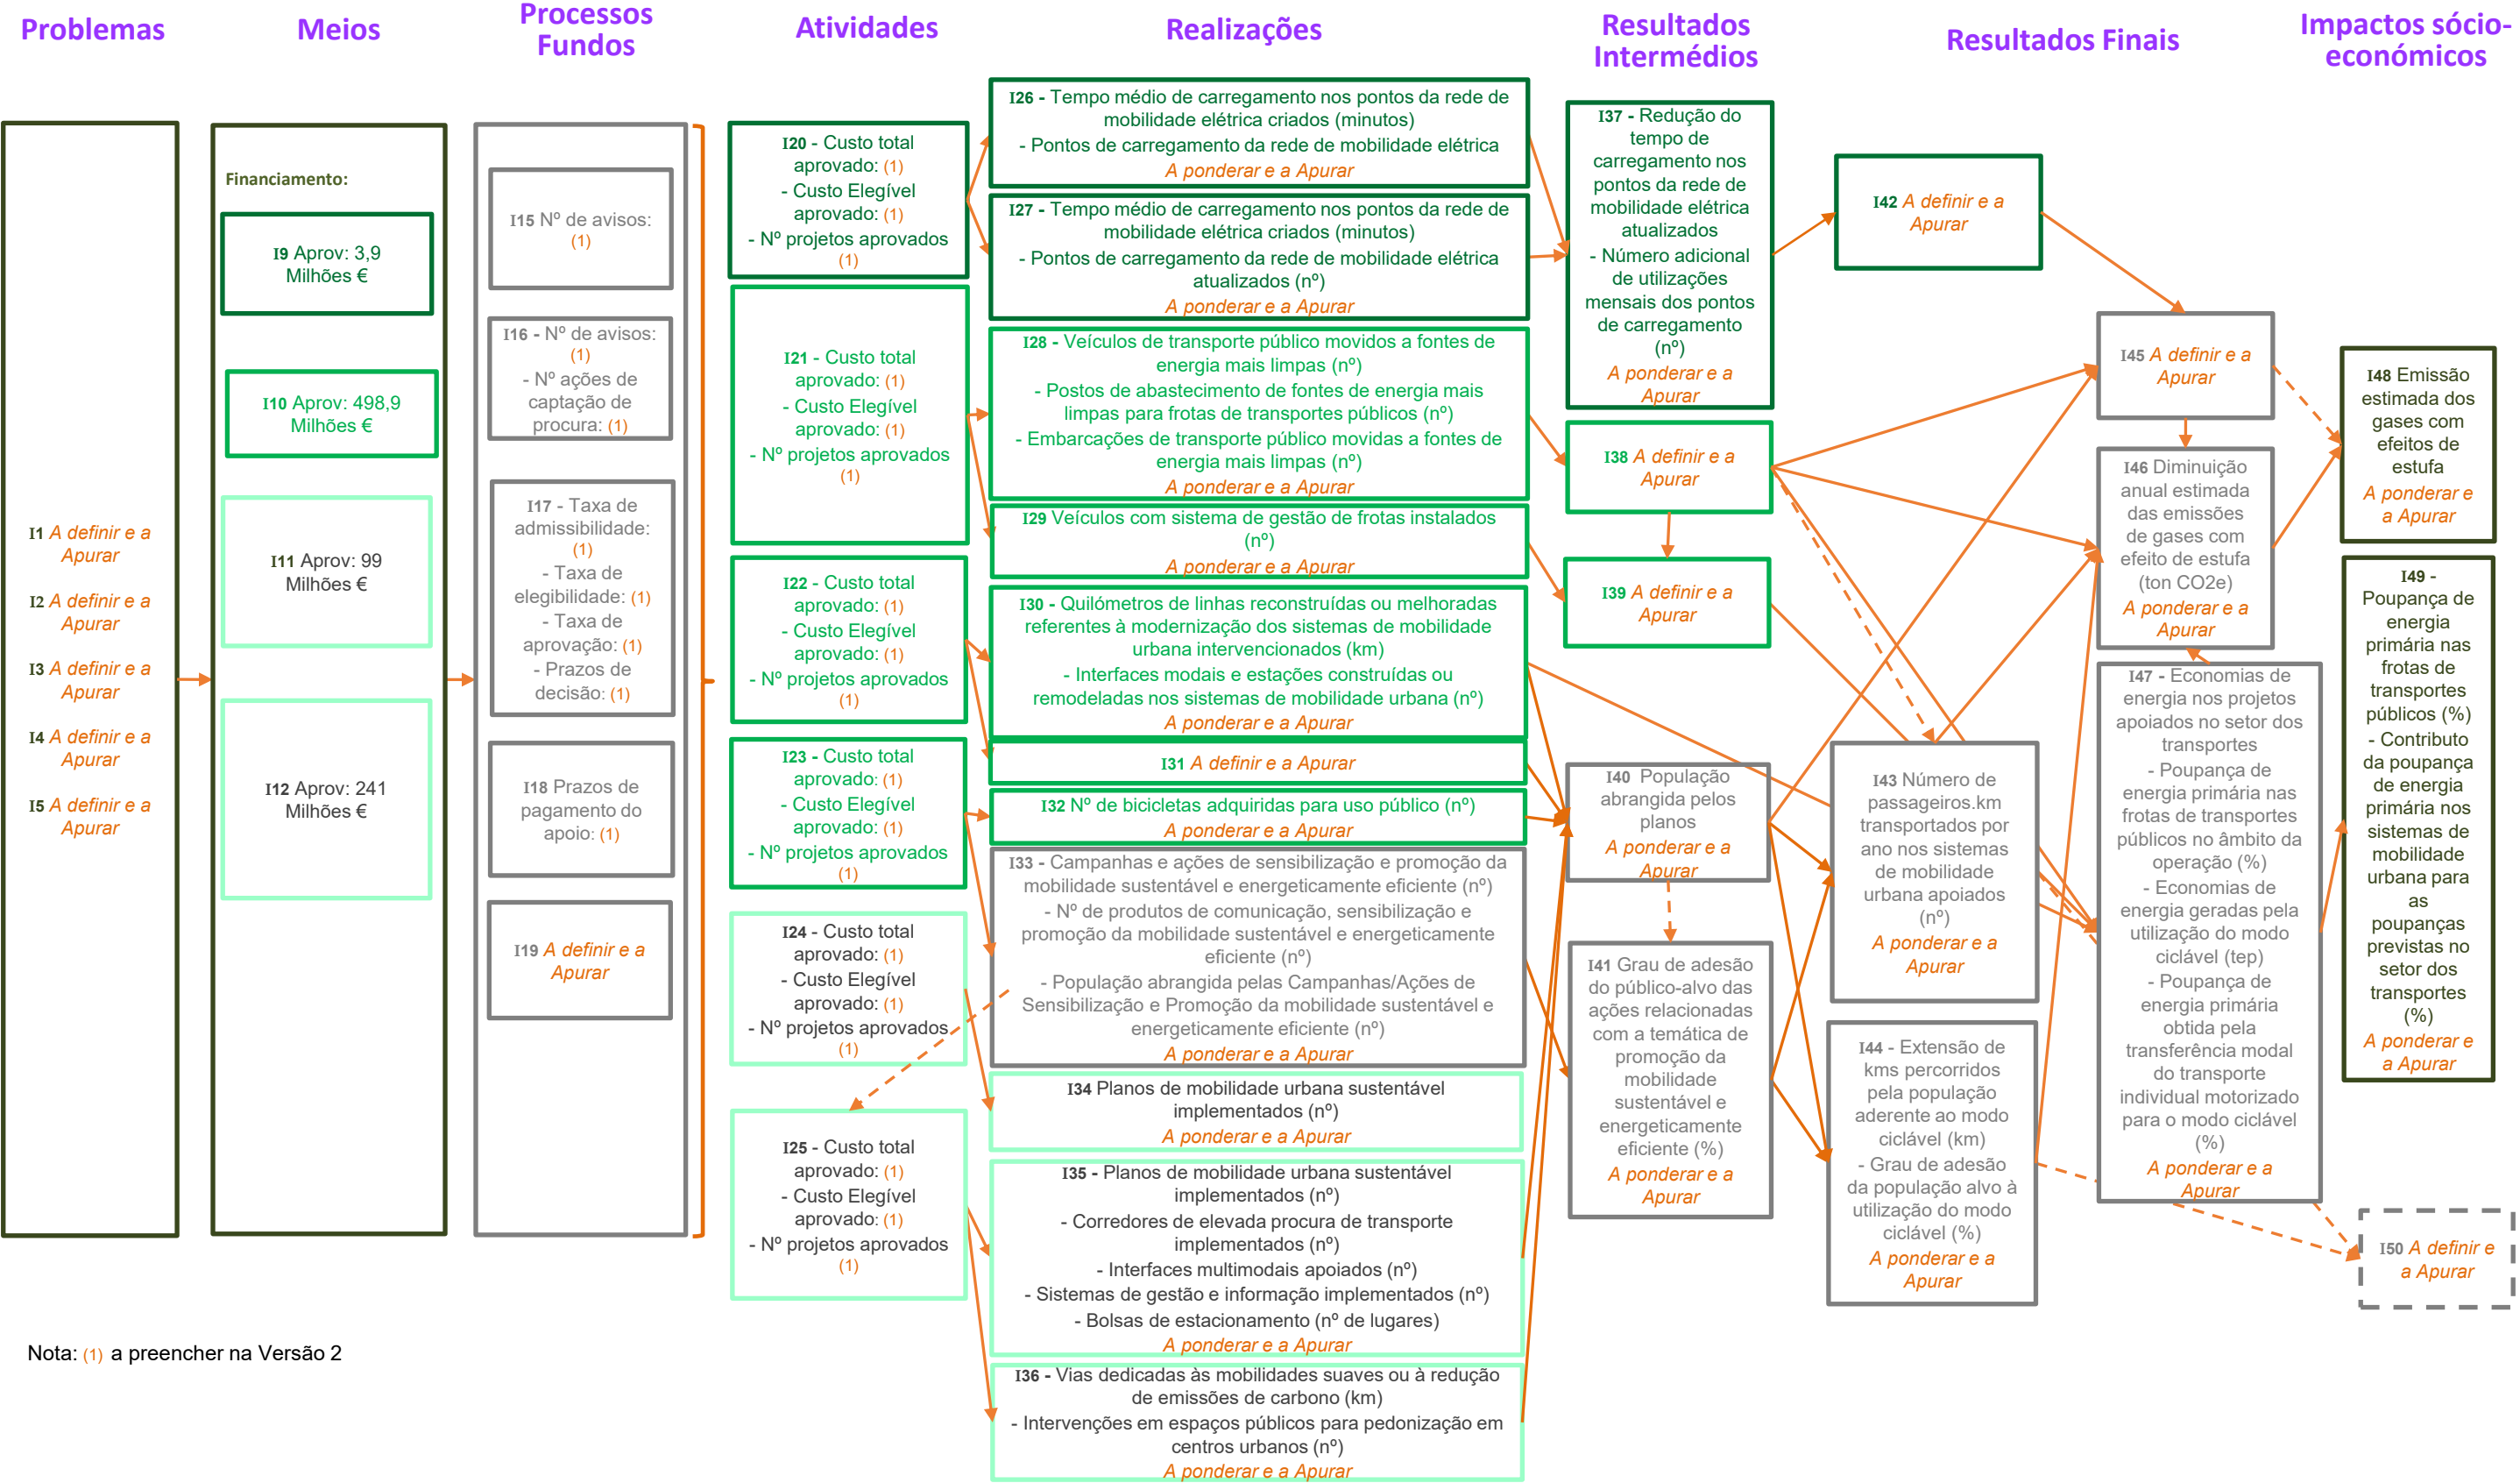 Problemas
Meios
Processos
Fundos
Atividades
Realizações
Resultados
Intermédios
Resultados Finais
Impactos sócio-
económicos
I1 A definir e a
Apurar
I2 A definir e a
Apurar
I3 A definir e a
Apurar
I4 A definir e a
Apurar
I5 A definir e a
Apurar
Financiamento:
I9 Aprov: 3,9
Milhões €
I10 Aprov: 498,9
Milhões €
I11 Aprov: 99
Milhões €
I12 Aprov: 241
Milhões €
I15 Nº de avisos:
(1)
I16 - Nº de avisos:
(1)
- Nº ações de
captação de
procura: (1)
I17 - Taxa de
admissibilidade:
(1)
- Taxa de
elegibilidade: (1)
- Taxa de
aprovação: (1)
- Prazos de
decisão: (1)
I18 Prazos de
pagamento do
apoio: (1)
I19 A definir e a
Apurar
I20 - Custo total
aprovado: (1)
- Custo Elegível
aprovado: (1)
- Nº projetos aprovados
(1)
I21 - Custo total
aprovado: (1)
- Custo Elegível
aprovado: (1)
- Nº projetos aprovados
(1)
I22 - Custo total
aprovado: (1)
- Custo Elegível
aprovado: (1)
- Nº projetos aprovados
(1)
I23 - Custo total
aprovado: (1)
- Custo Elegível
aprovado: (1)
- Nº projetos aprovados
(1)
I24 - Custo total
aprovado: (1)
- Custo Elegível
aprovado: (1)
- Nº projetos aprovados
(1)
I25 - Custo total
aprovado: (1)
- Custo Elegível
aprovado: (1)
- Nº projetos aprovados
(1)
I26 - Tempo médio de carregamento nos pontos da rede de
mobilidade elétrica criados (minutos)
- Pontos de carregamento da rede de mobilidade elétrica
A ponderar e a Apurar
I27 - Tempo médio de carregamento nos pontos da rede de
mobilidade elétrica criados (minutos)
- Pontos de carregamento da rede de mobilidade elétrica
atualizados (nº)
A ponderar e a Apurar
I28 - Veículos de transporte público movidos a fontes de
energia mais limpas (nº)
- Postos de abastecimento de fontes de energia mais
limpas para frotas de transportes públicos (nº)
- Embarcações de transporte público movidas a fontes de
energia mais limpas (nº)
A ponderar e a Apurar
I29 Veículos com sistema de gestão de frotas instalados
(nº)
A ponderar e a Apurar
I30 - Quilómetros de linhas reconstruídas ou melhoradas
referentes à modernização dos sistemas de mobilidade
urbana intervencionados (km)
- Interfaces modais e estações construídas ou
remodeladas nos sistemas de mobilidade urbana (nº)
A ponderar e a Apurar
I31 A definir e a Apurar
I32 Nº de bicicletas adquiridas para uso público (nº)
A ponderar e a Apurar
I33 - Campanhas e ações de sensibilização e promoção da
mobilidade sustentável e energeticamente eficiente (nº)
- Nº de produtos de comunicação, sensibilização e
promoção da mobilidade sustentável e energeticamente
eficiente (nº)
- População abrangida pelas Campanhas/Ações de
Sensibilização e Promoção da mobilidade sustentável e
energeticamente eficiente (nº)
A ponderar e a Apurar
I34 Planos de mobilidade urbana sustentável
implementados (nº)
A ponderar e a Apurar
I35 - Planos de mobilidade urbana sustentável
implementados (nº)
- Corredores de elevada procura de transporte
implementados (nº)
- Interfaces multimodais apoiados (nº)
- Sistemas de gestão e informação implementados (nº)
- Bolsas de estacionamento (nº de lugares)
A ponderar e a Apurar
I36 - Vias dedicadas às mobilidades suaves ou à redução
de emissões de carbono (km)
- Intervenções em espaços públicos para pedonização em
centros urbanos (nº)
A ponderar e a Apurar
I37 - Redução do
tempo de
carregamento nos
pontos da rede de
mobilidade elétrica
atualizados
- Número adicional
de utilizações
mensais dos pontos
de carregamento
(nº)
A ponderar e a
Apurar
I38 A definir e a
Apurar
I39 A definir e a
Apurar
I40 População
abrangida pelos
planos
A ponderar e a
Apurar
I41 Grau de adesão
do público-alvo das
ações relacionadas
com a temática de
promoção da
mobilidade
sustentável e
energeticamente
eficiente (%)
A ponderar e a
Apurar
I42 A definir e a
Apurar
I43 Número de
passageiros.km
transportados por
ano nos sistemas
de mobilidade
urbana apoiados
(nº)
A ponderar e a
Apurar
I44 - Extensão de
kms percorridos
pela população
aderente ao modo
ciclável (km)
- Grau de adesão
da população alvo à
utilização do modo
ciclável (%)
A ponderar e a
Apurar
I45 A definir e a
Apurar
I46 Diminuição
anual estimada
das emissões
de gases com
efeito de estufa
(ton CO2e)
A ponderar e a
Apurar
I47 - Economias de
energia nos projetos
apoiados no setor dos
transportes
- Poupança de
energia primária nas
frotas de transportes
públicos no âmbito da
operação (%)
- Economias de
energia geradas pela
utilização do modo
ciclável (tep)
- Poupança de
energia primária
obtida pela
transferência modal
do transporte
individual motorizado
para o modo ciclável
(%)
A ponderar e a
Apurar
I48 Emissão
estimada dos
gases com
efeitos de
estufa
A ponderar e
a Apurar
I49 -
Poupança de
energia
primária nas
frotas de
transportes
públicos (%)
- Contributo
da poupança
de energia
primária nos
sistemas de
mobilidade
urbana para
as
poupanças
previstas no
setor dos
transportes
(%)
A ponderar e
a Apurar
I50 A definir e
a Apurar
Nota: (1) a preencher na Versão 2